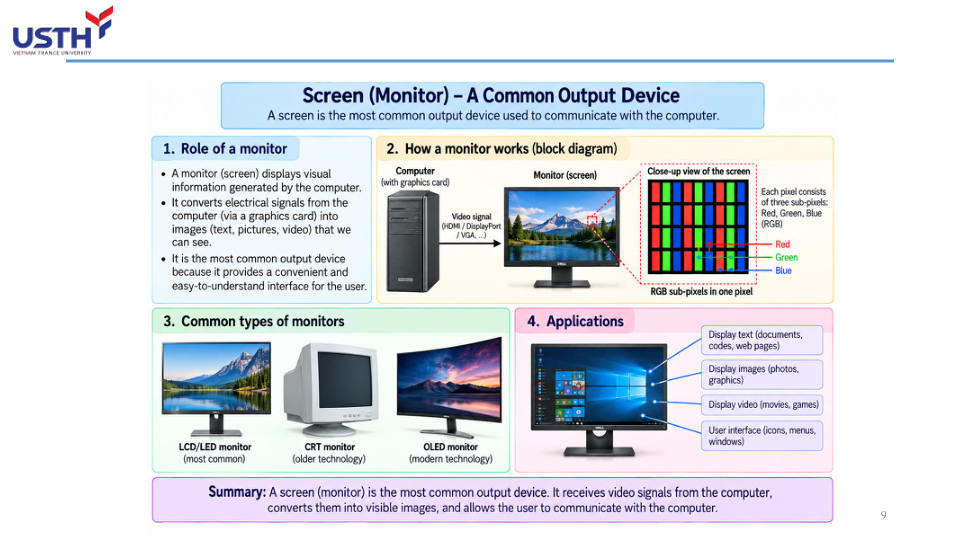 USTH
VIETNAM FRANCE UNIVERSITY
Screen (Monitor) – A Common Output Device
A screen is the most common output device used to communicate with the computer.
1. Role of a monitor
• A monitor (screen) displays visual
information generated by the computer.
• It converts electrical signals from the
computer (via a graphics card) into
images (text, pictures, video) that we
can see.
• It is the most common output device
because it provides a convenient and
easy-to-understand interface for the user.
2. How a monitor works (block diagram)
Computer
(with graphics card)
Video signal
(HDMI / DisplayPort
/ VGA, ...)
Monitor (screen)
DELL
Close-up view of the screen
Each pixel consists
of three sub-pixels:
Red, Green, Blue
(RGB)
Red
Green
Blue
RGB sub-pixels in one pixel
3. Common types of monitors
LCD/LED monitor
(most common)
CRT monitor
(older technology)
OLED monitor
(modern technology)
4. Applications
DELL
Display text (documents,
codes, web pages)
Display images (photos,
graphics)
Display video (movies, games)
User interface (icons, menus,
windows)
Summary: A screen (monitor) is the most common output device. It receives video signals from the computer,
converts them into visible images, and allows the user to communicate with the computer.
9